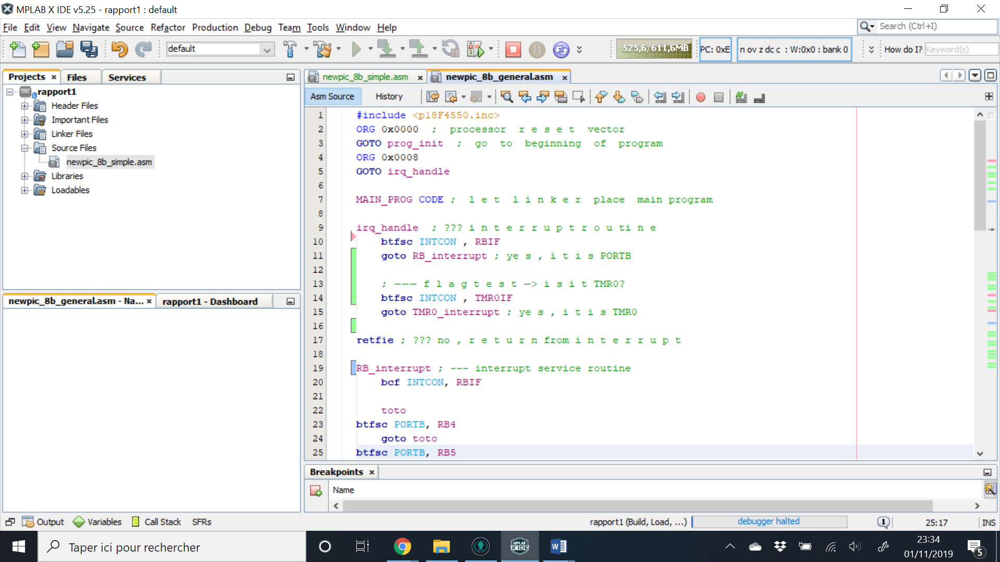 MPLAB X IDE v5.25 - rapport1 : default
File Edit View Navigate Source Refactor Production Debug Team Tools Window Help
Search (Ctrl+I)
default
525,6/611,6MB
PC: 0xE
n ov z dc c : W:0x0 : bank 0
How do I? Keyword(s)
Projects
Files
Services
rapport1
Header Files
Important Files
Linker Files
Source Files
newpic_8b_simple.asm
Libraries
Loadables
newpic_8b_general.asm - Na...
rapport1 - Dashboard
newpic_8b_simple.asm
newpic_8b_general.asm
Asm Source
History
1 #include <p18F4550.inc>
2 ORG 0x0000 ; processor r e s e t vector
3 GOTO prog_init ; go to beginning of program
4 ORG 0x0008
5 GOTO irq_handle
6
7 MAIN_PROG CODE ; l e t l i n k e r place main program
8
9 irq_handle ; ??? i n t e r r u p t r o u ti n e
10 btfsc INTCON , RBIF
11 goto RB_interrupt ; ye s , i t i s PORTB
12
13 ; −−− f l a g t e s t −> i s i t TMR0?
14 btfsc INTCON , TMR0IF
15 goto TMR0_interrupt ; ye s , i t i s TMR0
16
17 retfie ; ??? no , r e t u r n from i n t e r r u p t
18
19 RB_interrupt ; --- interrupt service routine
20 bcf INTCON, RBIF
21
22 toto
23 btfsc PORTB, RB4
24 goto toto
25 btfsc PORTB, RB5
Breakpoints
Name
Output
Variables
Call Stack
SFRs
rapport1 (Build, Load, ...)
debugger halted
1
25:17
INS
Taper ici pour rechercher
MPLAB
X IDE
23:34
01/11/2019
5